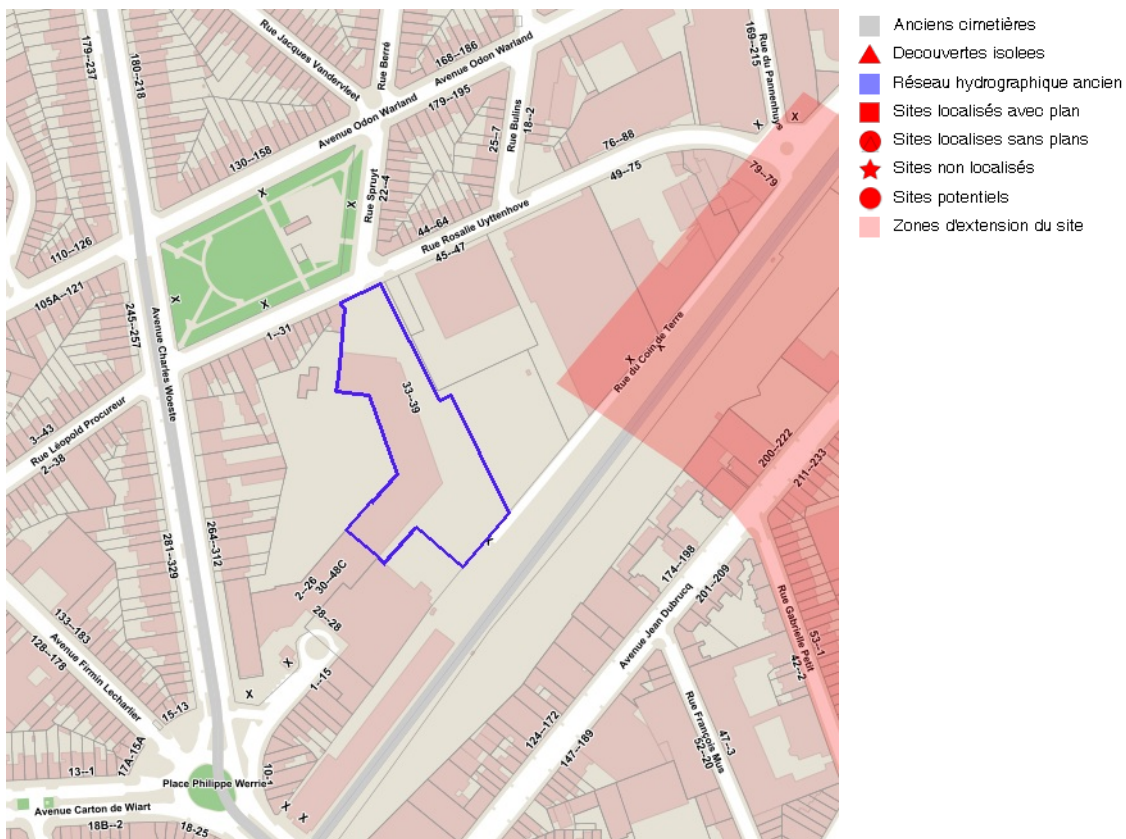 179--237
180--218
Rue Jacques Vandervleet
Rue Berré
168--186
Avenue Odon Warland
179--195
Avenue Odon Warland
130--158
Rue Bulins
25--7
18--2
169--215
Rue du Pannenhuys
x
x
76--88
49--75
79--79
Rue Spruyt
22--4
x
x
44--64
Rue Rosalie Uyttenhove
45--47
110--126
105A--121
x
x
1--31
245--257
Avenue Charles Woeste
33--39
x
x
Rue du Coin de Terre
3--43
Rue Léopold Procureur
2--38
200--222
211--233
281--329
264--312
x
2--26
30--48C
174--198
201--209
Avenue Jean Dubrucq
Rue Gabrielle Petit
53--1
42--2
133--183
Avenue Firmin Lecharlier
128--178
28--28
x
1--15
x
15-13
17A-15A
124--172
147--189
Rue François Mus
47--3
52--20
13--1
Place Philippe Werrie
10-1
x
x
Avenue Carton de Wiart
18B--2
18-25
Anciens cimetières
Decouvertes isolees
Réseau hydrographique ancien
Sites localisés avec plan
Sites localises sans plans
Sites non localisés
Sites potentiels
Zones d'extension du site